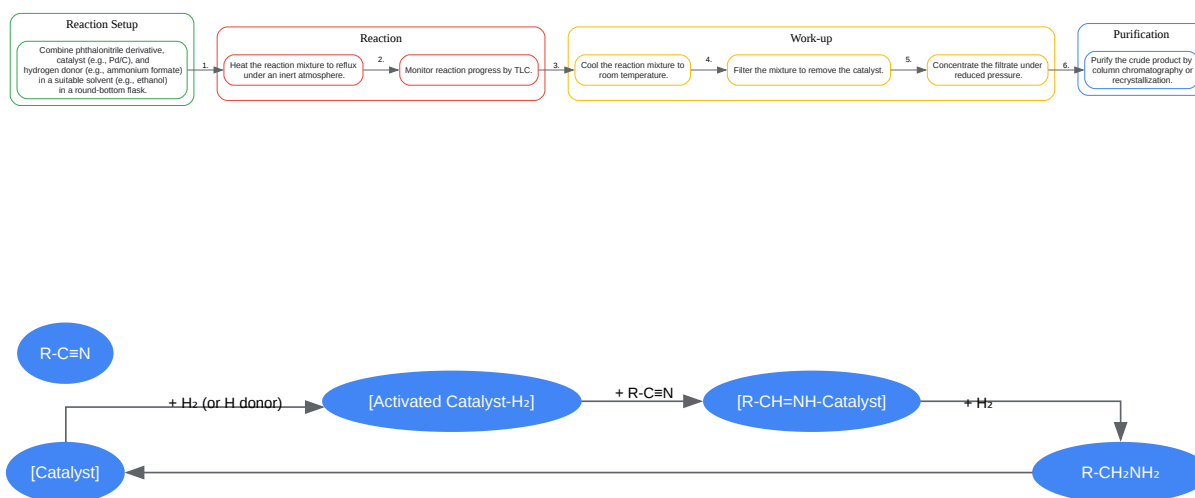 Reaction Setup
Combine phthalonitrile derivative,
catalyst (e.g., Pd/C), and
hydrogen donor (e.g., ammonium formate)
in a suitable solvent (e.g., ethanol)
in a round-bottom flask.
1.
Reaction
Heat the reaction mixture to reflux
under an inert atmosphere.
2.
Monitor reaction progress by TLC.
3.
Work-up
Cool the reaction mixture to
room temperature.
4.
Filter the mixture to remove the catalyst.
5.
Concentrate the filtrate under
reduced pressure.
6.
Purification
Purify the crude product by
column chromatography or
recrystallization.
R-C≡N
+ H₂ (or H donor)
[Activated Catalyst-H₂]
+ R-C≡N
[R-CH=NH-Catalyst]
+ H₂
[Catalyst]
R-CH₂NH₂